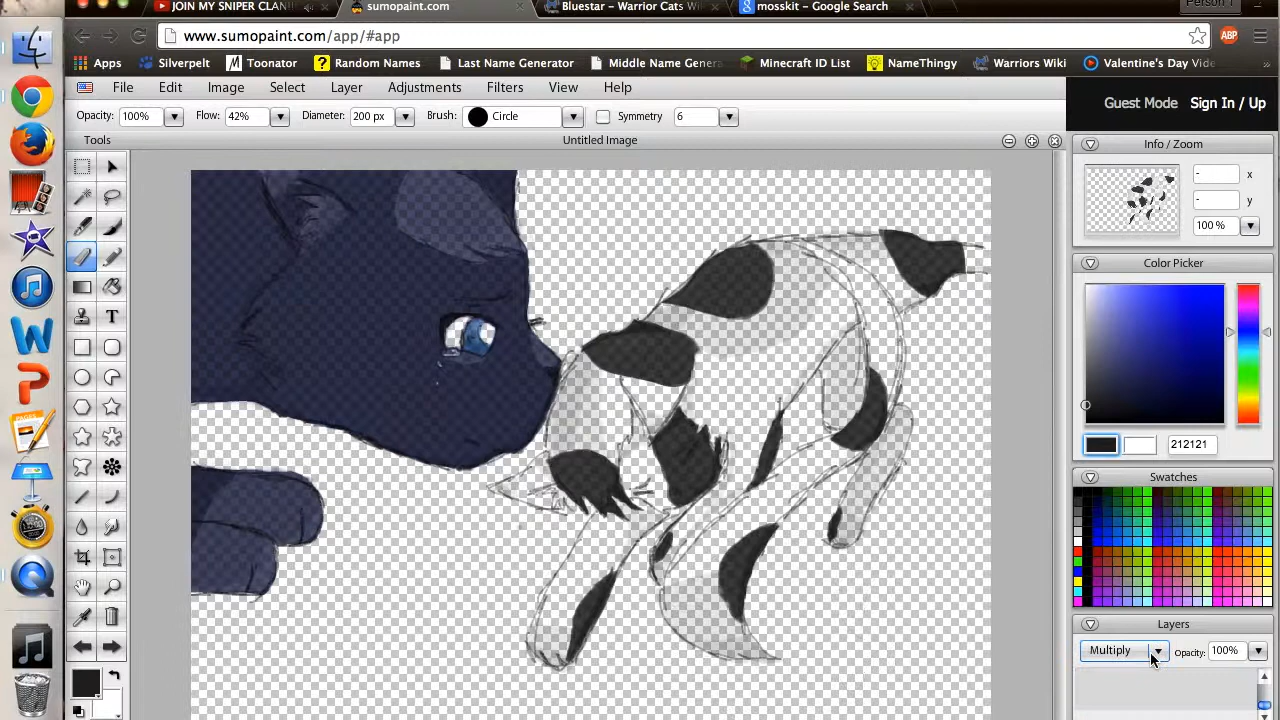 JOIN MY SNIPER CLAN!
sumopaint.com
Bluestar - Warrior Cats Wi
mosskit - Google Search
Person 1
www.sumopaint.com/app/#app
ABP
Apps
Silverpelt
Toonator
Random Names
Last Name Generator
Middle Name Genera
Minecraft ID List
NameThingy
Warriors Wiki
Valentine's Day Vide
»
File Edit Image Select Layer Adjustments Filters View Help
Guest Mode Sign In / Up
Opacity: 100% Flow: 42% Diameter: 200 px Brush: Circle Symmetry 6
Tools
Untitled Image
Info / Zoom
- x
- y
100 %
Color Picker
212121
Swatches
Layers
Multiply Opacity: 100%
T